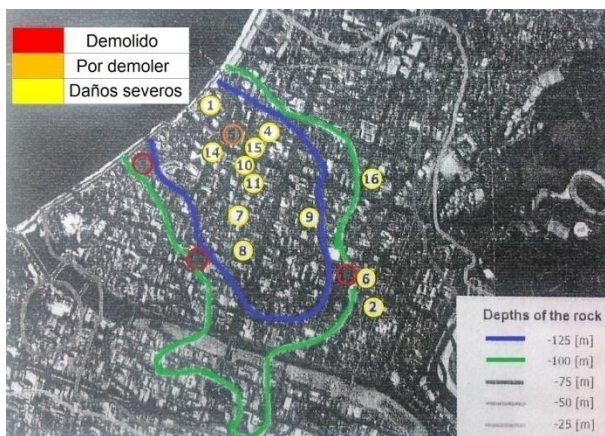 Demolido
Por demoler
Daños severos
1
4
15
14
10
11
16
7
9
8
6
2
Depths of the rock
-125 [m]
-100 [m]
-75 [m]
-50 [m]
-25 [m]